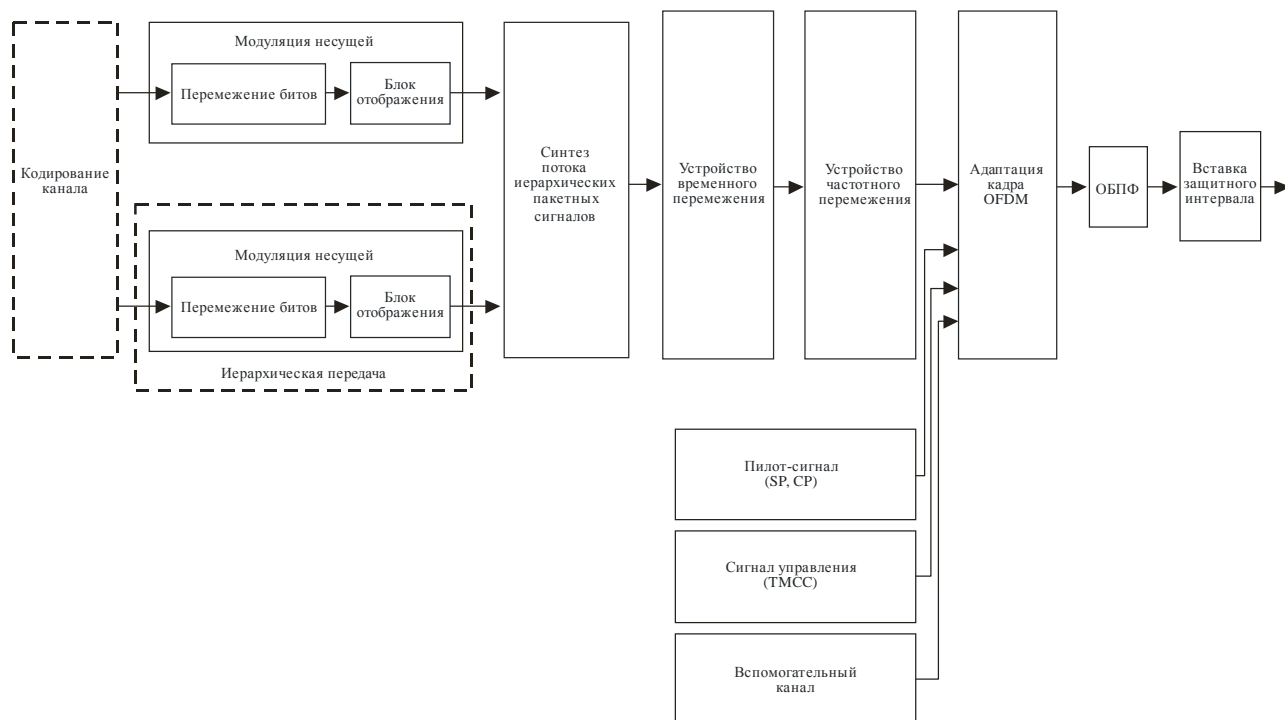 Кодирование
канала
Модуляция несущей
Перемежение битов
Блок
отображения
Модуляция несущей
Перемежение битов
Блок
отображения
Иерархическая передача
Синтез
потока
иерархических
пакетных
сигналов
Устройство
временного
перемежения
Устройство
частотного
перемежения
Адаптация
кадра
OFDM
ОБПФ
Вставка
защитного
интервала
Пилот-сигнал
(SP, CP)
Сигнал управления
(TMCC)
Вспомогательный
канал